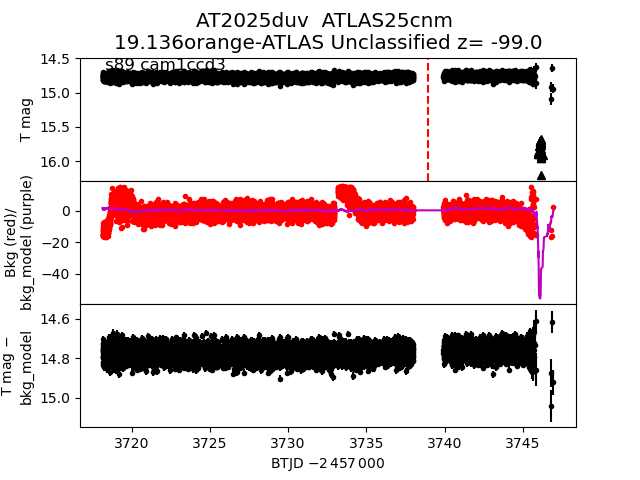 AT2025duv  ATLAS25cnm
19.136orange-ATLAS Unclassified z= -99.0
s89 cam1ccd3
14.5
15.0
15.5
16.0
T mag
0
−20
−40
Bkg (red)/
bkg_model (purple)
14.6
14.8
15.0
T mag −
bkg_model
3720
3725
3730
3735
3740
3745
BTJD −2 457 000